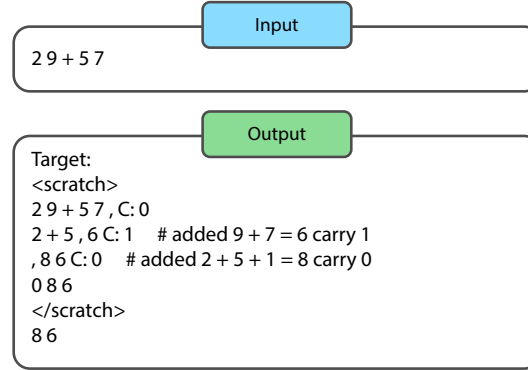 Input
2 9 + 5 7
Output
Target:
<scratch>
2 9 + 5 7 , C: 0
2 + 5 , 6 C: 1 # added 9 + 7 = 6 carry 1
, 8 6 C: 0 # added 2 + 5 + 1 = 8 carry 0
0 8 6
</scratch>
8 6